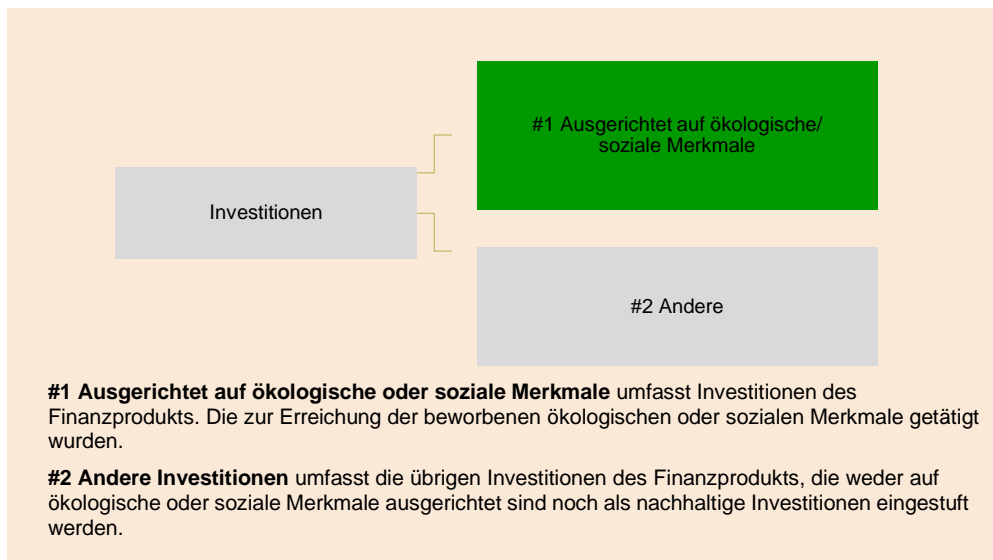 #1 Ausgerichtet auf ökologische/
soziale Merkmale
Investitionen
#2 Andere
#1 Ausgerichtet auf ökologische oder soziale Merkmale umfasst Investitionen des
Finanzprodukts. Die zur Erreichung der beworbenen ökologischen oder sozialen Merkmale getätigt
wurden.
#2 Andere Investitionen umfasst die übrigen Investitionen des Finanzprodukts, die weder auf
ökologische oder soziale Merkmale ausgerichtet sind noch als nachhaltige Investitionen eingestuft
werden.